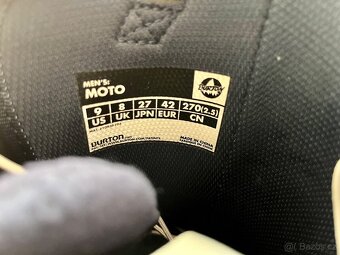 MEN'S:
MOTO
9 8 27 42 270(2.5)
US UK JPN EUR CN
BURTON
MADE IN CHINA
Bazoš.cz